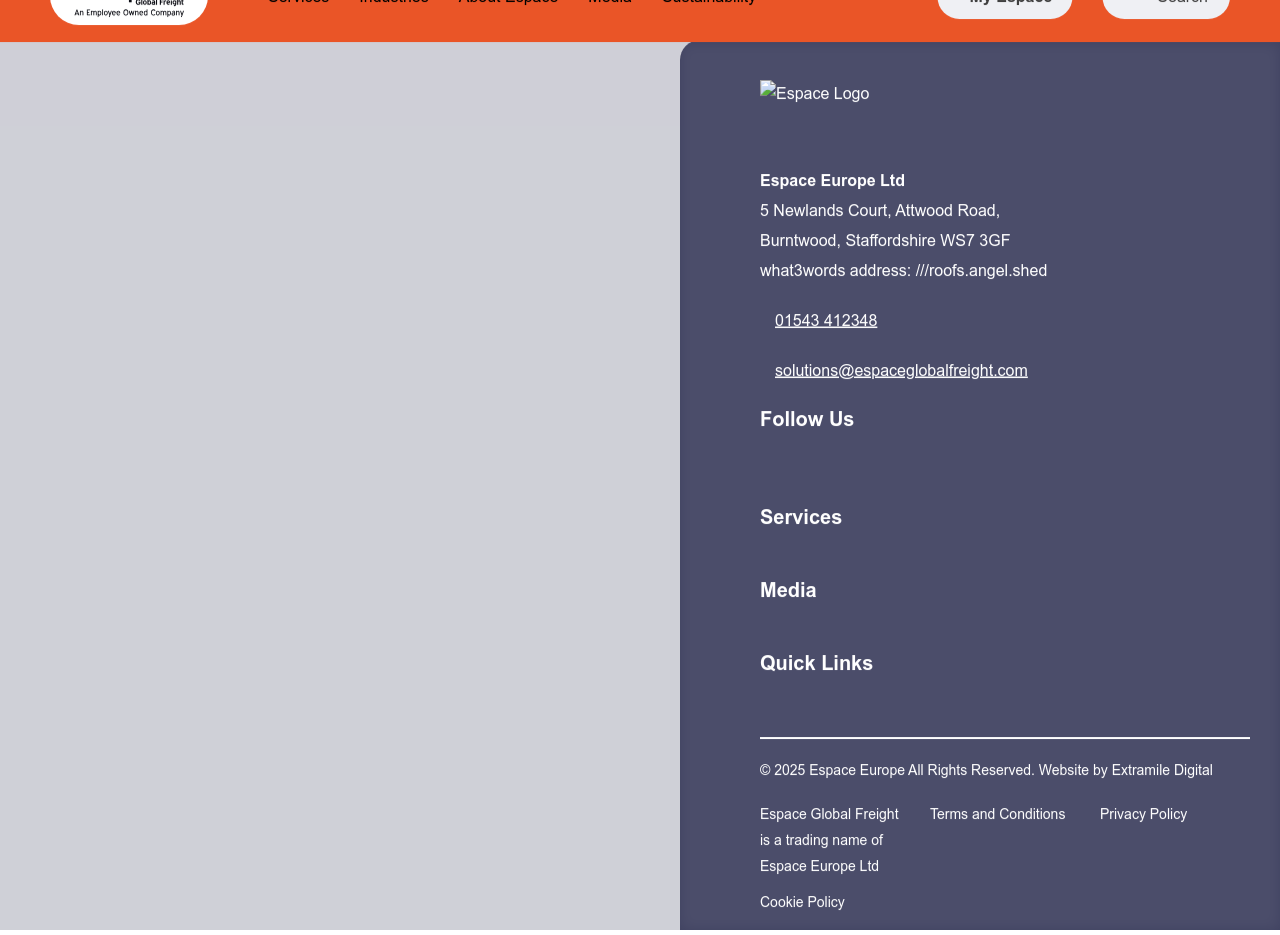 Global Freight
An Employee Owned Company
Services Industries About Espace Media Sustainability
My Espace
Search
Espace Logo
Espace Europe Ltd
5 Newlands Court, Attwood Road,
Burntwood, Staffordshire WS7 3GF
what3words address: ///roofs.angel.shed
01543 412348
solutions@espaceglobalfreight.com
Follow Us
Services
Media
Quick Links
© 2025 Espace Europe All Rights Reserved. Website by Extramile Digital
Espace Global Freight
is a trading name of
Espace Europe Ltd
Terms and Conditions
Privacy Policy
Cookie Policy